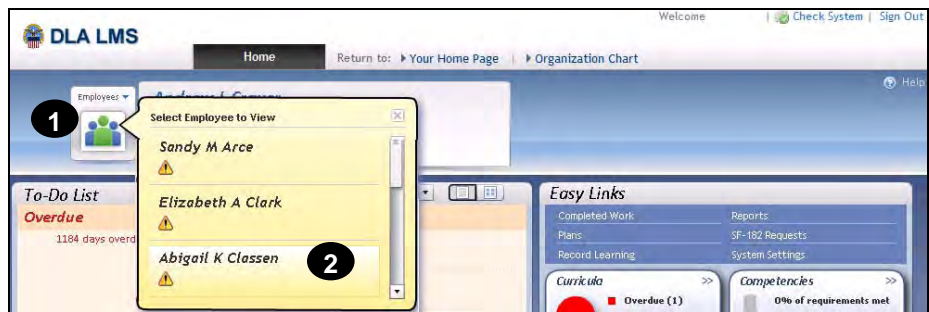 Welcome | Check System | Sign Out
DLA LMS
Home Return to: Your Home Page | Organization Chart
Help
Employees
1
Select Employee to View
Sandy M Arce
Elizabeth A Clark
Abigail K Classen
2
To-Do List
Overdue
1184 days overd
Easy Links
Completed Work Reports
Plans SF-182 Requests
Record Learning System Settings
Curricula >>
Overdue (1)
Competencies >>
0% of requirements met